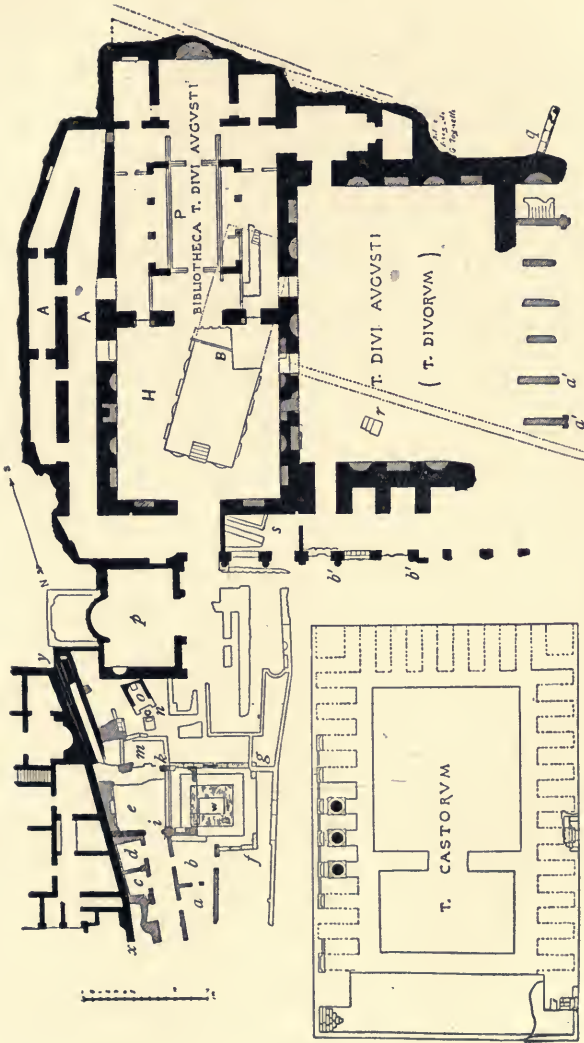 BIBLIOTHECA T. DIVI AVGVSTI
P
A
A
H
B
T. DIVI AVGVSTI
( T. DIVORVM )
r
q
a'
a'
s
b'
b'
N
S
p
y
o
n
m
k
g
e
i
w
d
c
b
a
f
x
T. CASTORVM